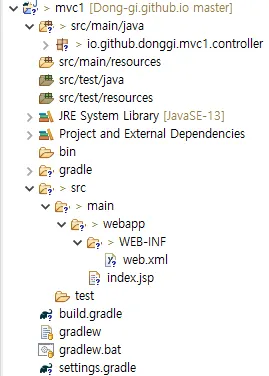 mvc1 [Dong-gi.github.io master]
> src/main/java
> io.github.donggi.mvc1.controller
src/main/resources
src/test/java
src/test/resources
JRE System Library [JavaSE-13]
Project and External Dependencies
bin
> gradle
> src
> main
> webapp
> WEB-INF
web.xml
index.jsp
test
build.gradle
gradlew
gradlew.bat
settings.gradle